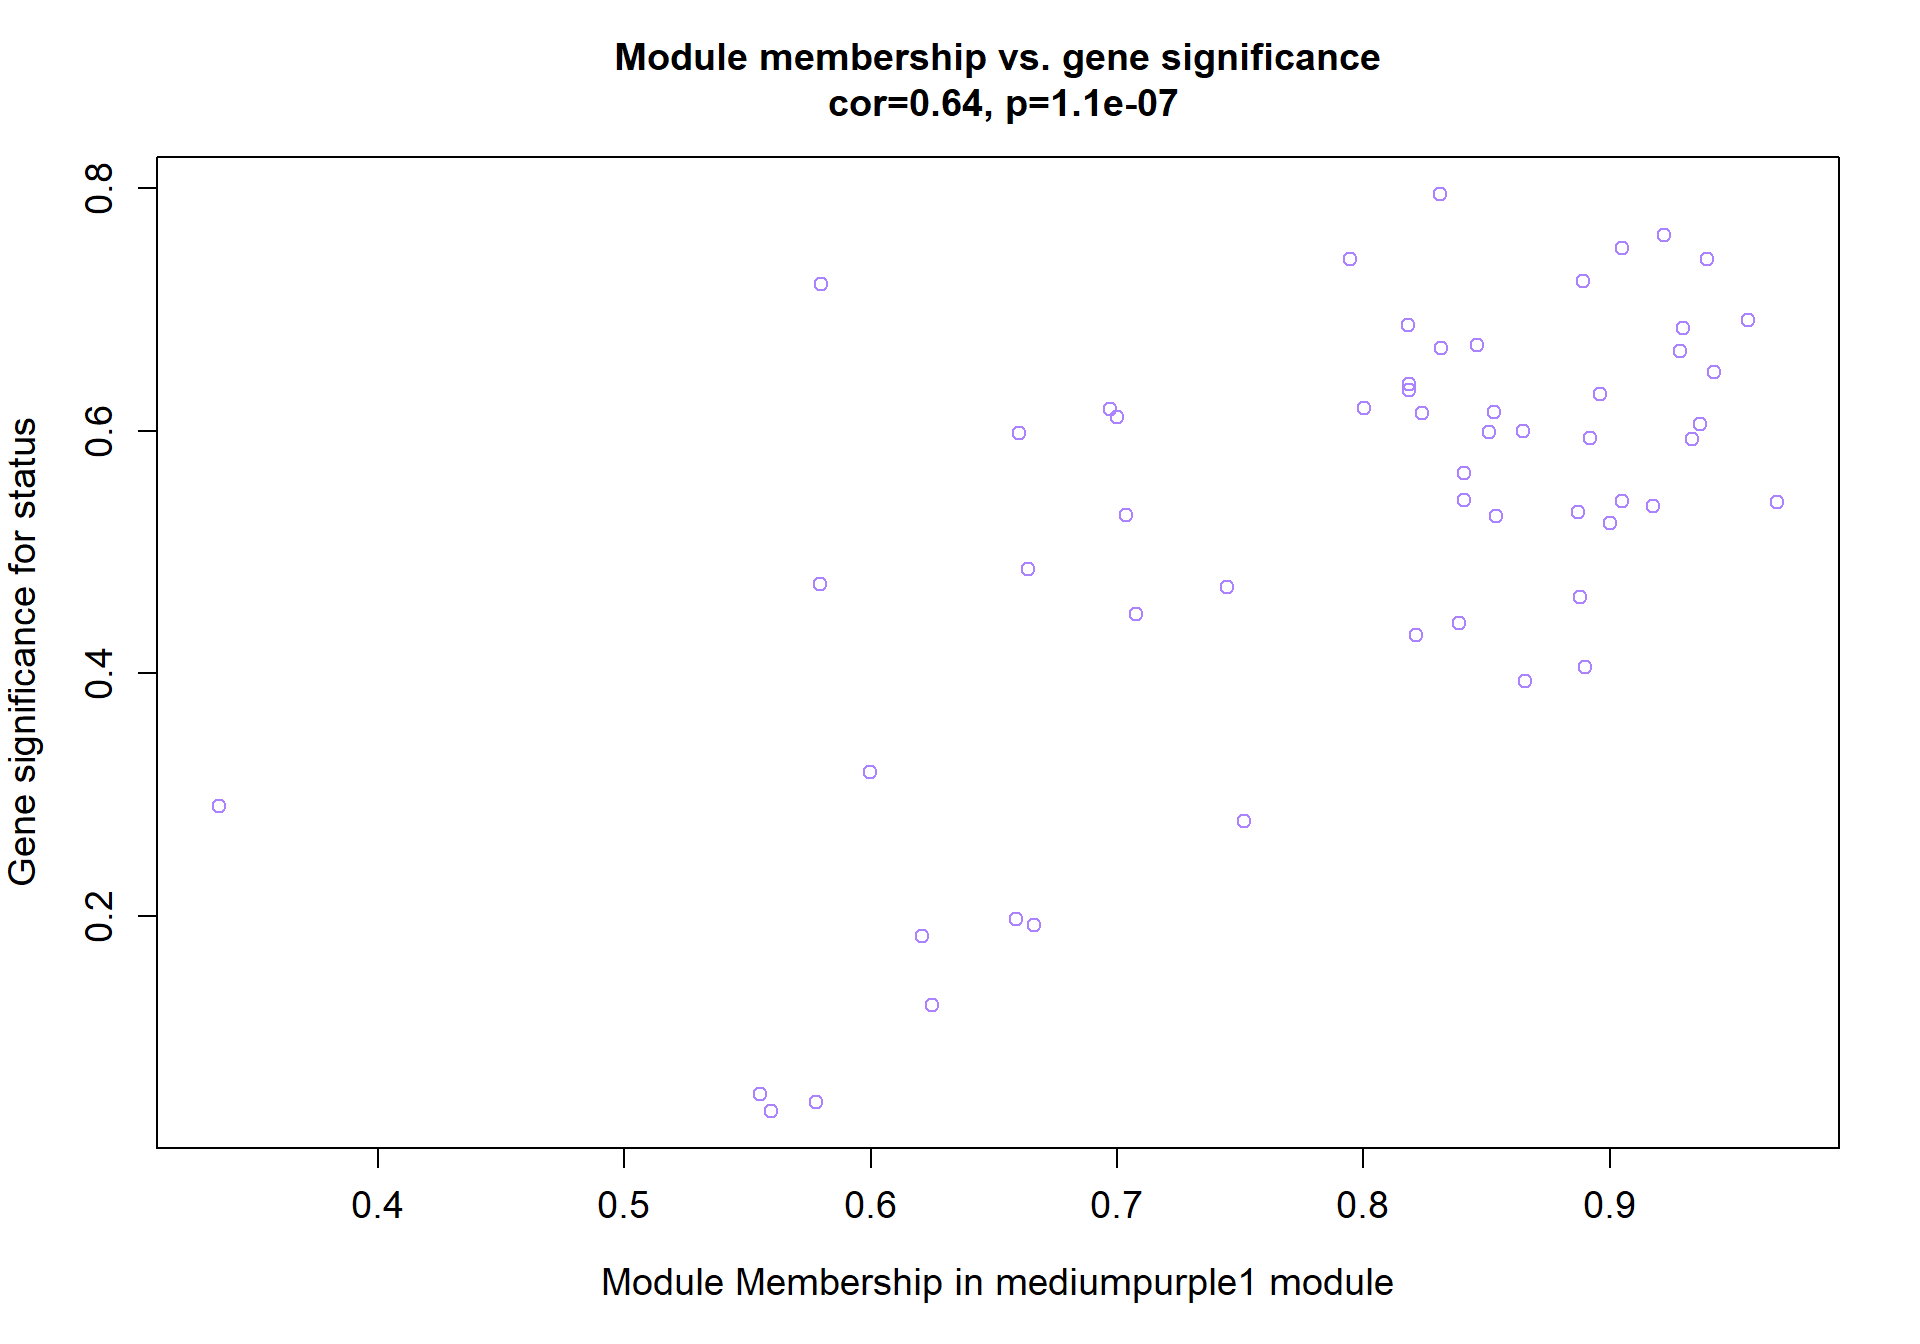 Module membership vs. gene significance
cor=0.64, p=1.1e-07
Gene significance for status
0.8
0.6
0.4
0.2
0.4
0.5
0.6
0.7
0.8
0.9
Module Membership in mediumpurple1 module